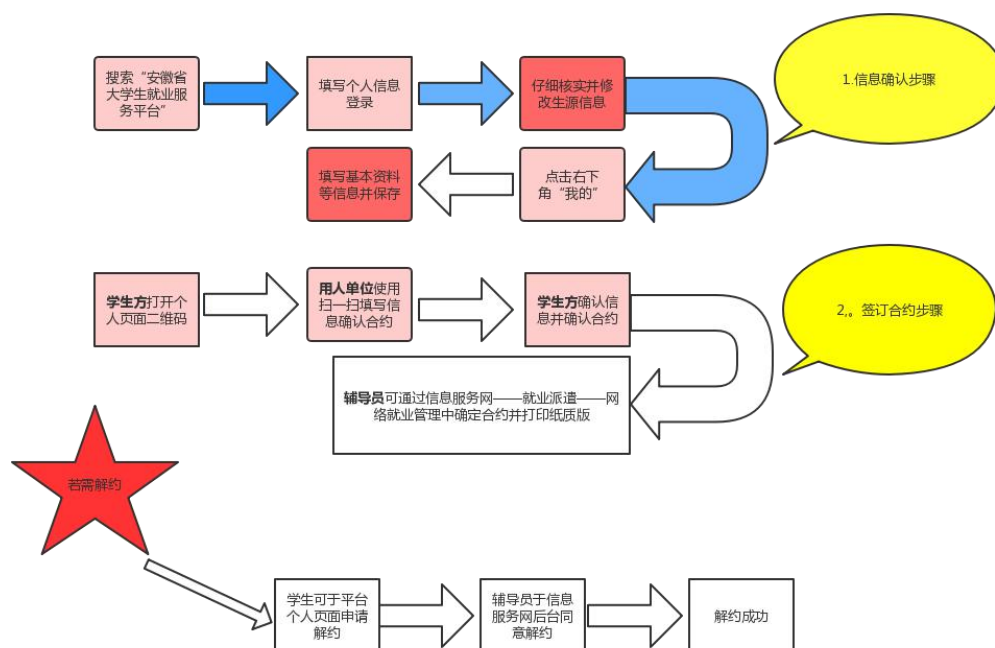 搜索“安徽省
大学生就业服
务平台”
填写个人信息
登录
仔细核实并修
改生源信息
1.信息确认步骤
点击右下
角“我的”
填写基本资料
等信息并保存
学生方打开个
人页面二维码
用人单位使用
扫一扫填写信
息确认合约
学生方确认信
息并确认合约
2,。签订合约步骤
辅导员可通过信息服务网——就业派遣——网
络就业管理中确定合约并打印纸质版
若需解约
学生可于平台
个人页面申请
解约
辅导员于信息
服务网后台同
意解约
解约成功